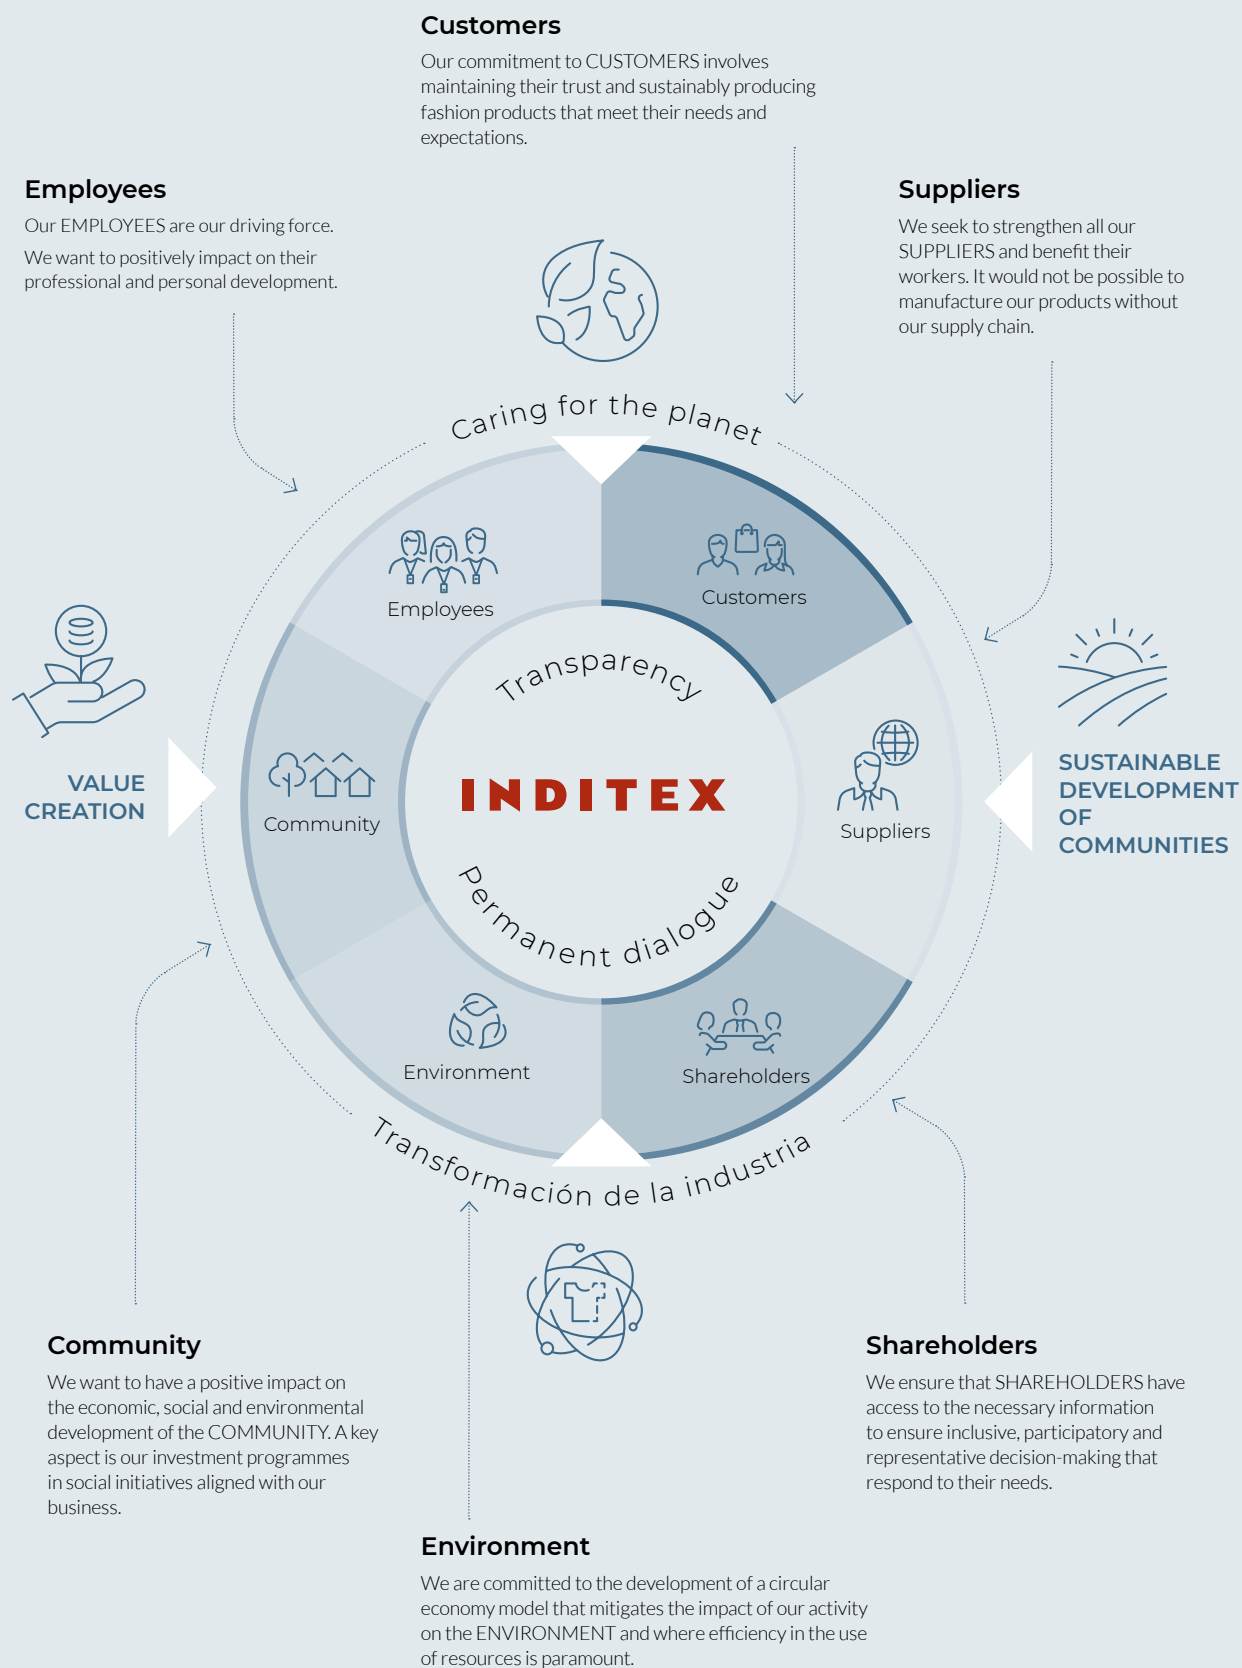 Customers
Our commitment to CUSTOMERS involves
maintaining their trust and sustainably producing
fashion products that meet their needs and
expectations.
Employees
Our EMPLOYEES are our driving force.
We want to positively impact on their
professional and personal development.
Suppliers
We seek to strengthen all our
SUPPLIERS and benefit their
workers. It would not be possible to
manufacture our products without
our supply chain.
Caring for the planet
Employees
Customers
Transparency
VALUE
CREATION
Community
INDITEX
Suppliers
SUSTAINABLE
DEVELOPMENT
OF
COMMUNITIES
Permanent dialogue
Environment
Shareholders
Transformación de la industria
Community
We want to have a positive impact on
the economic, social and environmental
development of the COMMUNITY. A key
aspect is our investment programmes
in social initiatives aligned with our
business.
Shareholders
We ensure that SHAREHOLDERS have
access to the necessary information
to ensure inclusive, participatory and
representative decision-making that
respond to their needs.
Environment
We are committed to the development of a circular
economy model that mitigates the impact of our activity
on the ENVIRONMENT and where efficiency in the use
of resources is paramount.